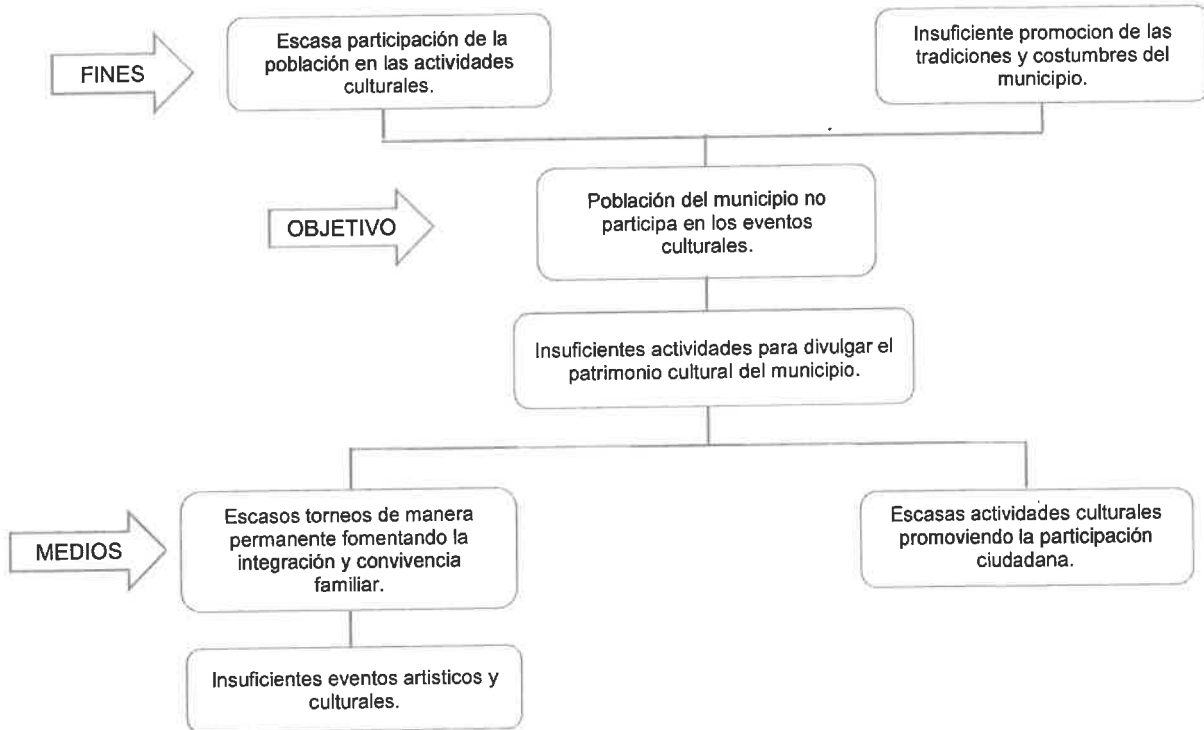 FINES
Escasa participación de la
población en las actividades
culturales.
Insuficiente promocion de las
tradiciones y costumbres del
municipio.
OBJETIVO
Población del municipio no
participa en los eventos
culturales.
Insuficientes actividades para divulgar el
patrimonio cultural del municipio.
MEDIOS
Escasos torneos de manera
permanente fomentando la
integración y convivencia
familiar.
Escasas actividades culturales
promoviendo la participación
ciudadana.
Insuficientes eventos artisticos y
culturales.